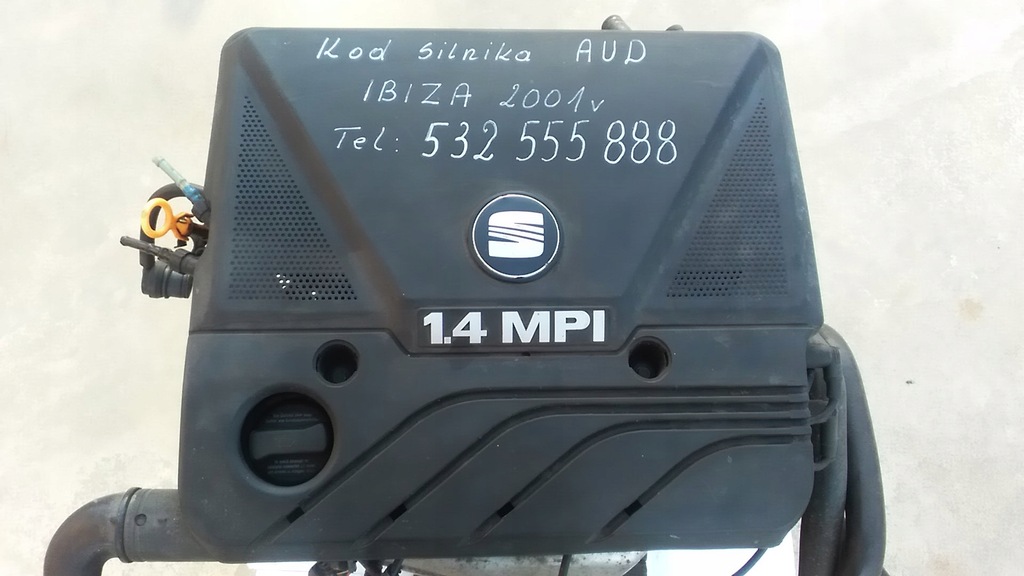 Kod silnika AUD
IBIZA 2001r
Tel: 532 555 888
S
1.4 MPI